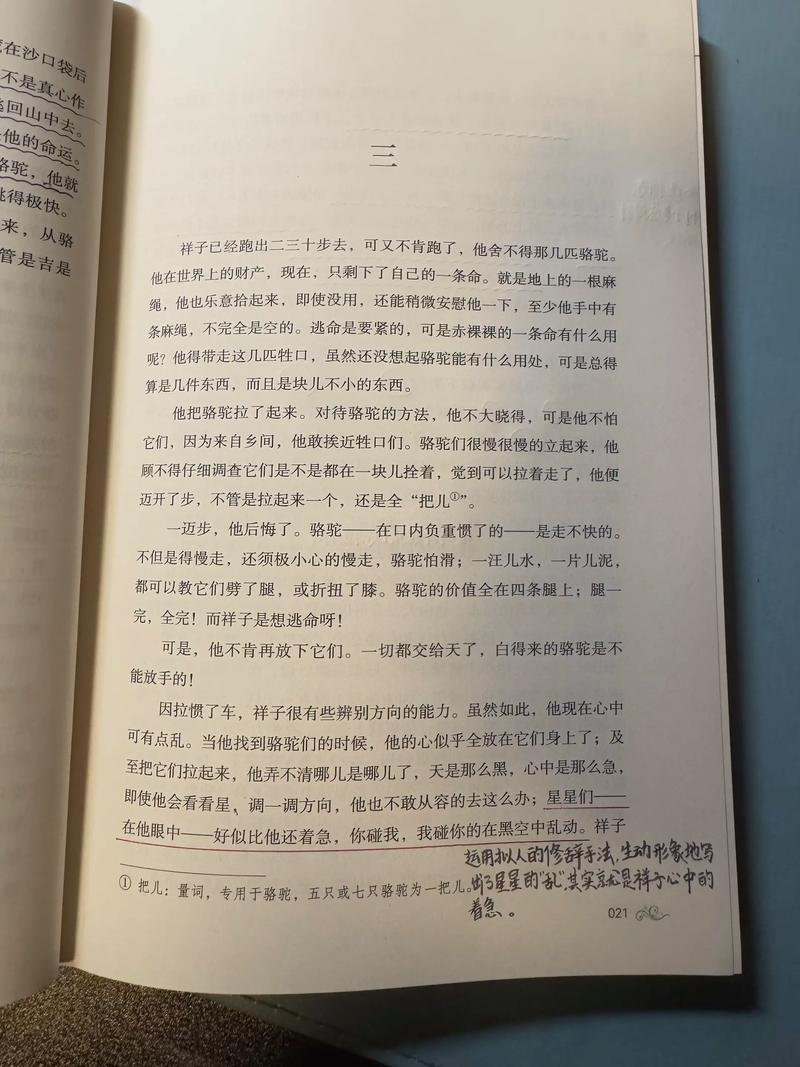 在沙口袋后
不是真心作
逃回山中去。
他的命运。
骆驼，他就
跳得极快。
来，从骆
管是吉是
三
祥子已经跑出二三十步去，可又不肯跑了，他舍不得那几匹骆驼。
他在世界上的财产，现在，只剩下了自己的一条命。就是地上的一根麻
绳，他也乐意拾起来，即使没用，还能稍微安慰他一下，至少他手中有
条麻绳，不完全是空的。逃命是要紧的，可是赤裸裸的一条命有什么用
呢？他得带走这几匹牲口，虽然还没想起骆驼能有什么用处，可是总得
算是几件东西，而且是块儿不小的东西。
他把骆驼拉了起来。对待骆驼的方法，他不大晓得，可是他不怕
它们，因为来自乡间，他敢挨近牲口们。骆驼们很慢很慢的立起来，他
顾不得仔细调查它们是不是都在一块儿拴着，觉到可以拉着走了，他便
迈开了步，不管是拉起来一个，还是全“把儿①”。
一迈步，他后悔了。骆驼——在口内负重惯了的——是走不快的。
不但是得慢走，还须极小心的慢走，骆驼怕滑；一汪儿水，一片儿泥，
都可以教它们劈了腿，或折扭了膝。骆驼的价值全在四条腿上；腿一
完，全完！而祥子是想逃命呀！
可是，他不肯再放下它们。一切都交给天了，白得来的骆驼是不
能放手的！
因拉惯了车，祥子很有些辨别方向的能力。虽然如此，他现在心中
可有点乱。当他找到骆驼们的时候，他的心似乎全放在它们身上了；及
至把它们拉起来，他弄不清哪儿是哪儿了，天是那么黑，心中是那么急，
即使他会看看星，调一调方向，他也不敢从容的去这么办；星星们——
在他眼中——好似比他还着急，你碰我，我碰你的在黑空中乱动。祥子
运用拟人的修辞手法，生动形象地写
出了星星的“乱”，其实就是祥子心中的
着急。
① 把儿：量词，专用于骆驼，五只或七只骆驼为一把儿。
021